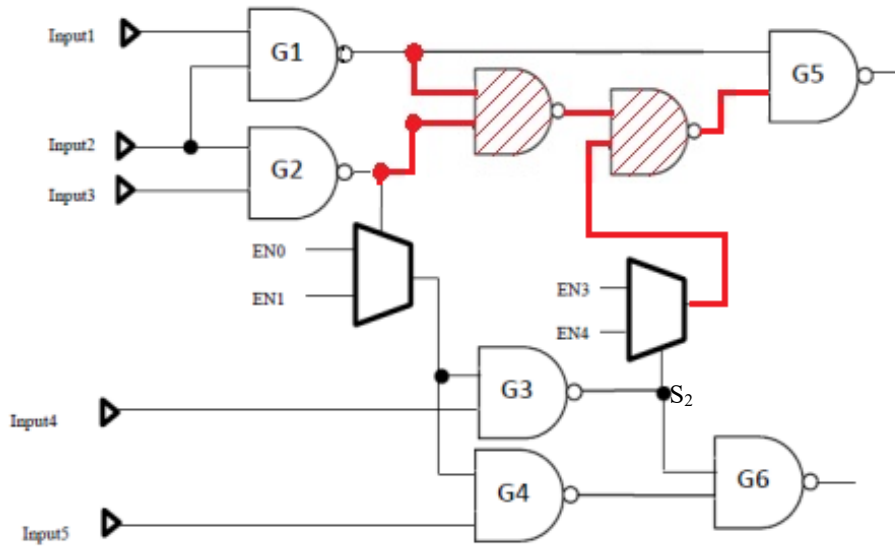 Input1
G1
G5
Input2
G2
Input3
EN0
EN1
EN3
EN4
G3
S2
Input4
G4
G6
Input5